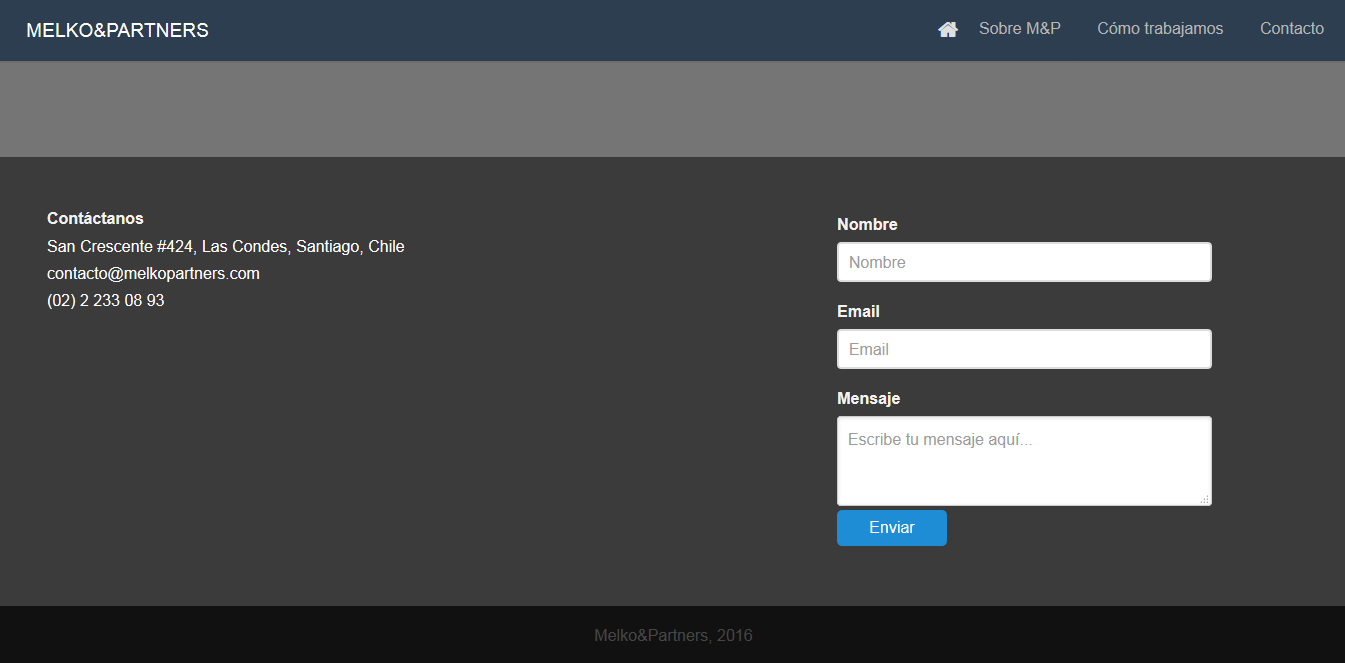 MELKO&PARTNERS
Sobre M&P
Cómo trabajamos
Contacto
Contáctanos
San Crescente #424, Las Condes, Santiago, Chile
contacto@melkopartners.com
(02) 2 233 08 93
Nombre
Nombre
Email
Email
Mensaje
Escribe tu mensaje aquí...
Enviar
Melko&Partners, 2016